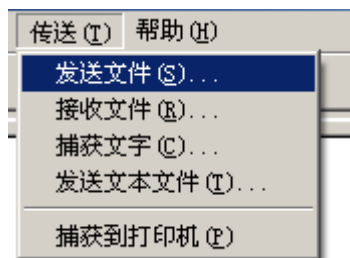 传送(T) 帮助(H)
发送文件(S)...
接收文件(R)...
捕获文字(C)...
发送文本文件(T)...
捕获到打印机(P)